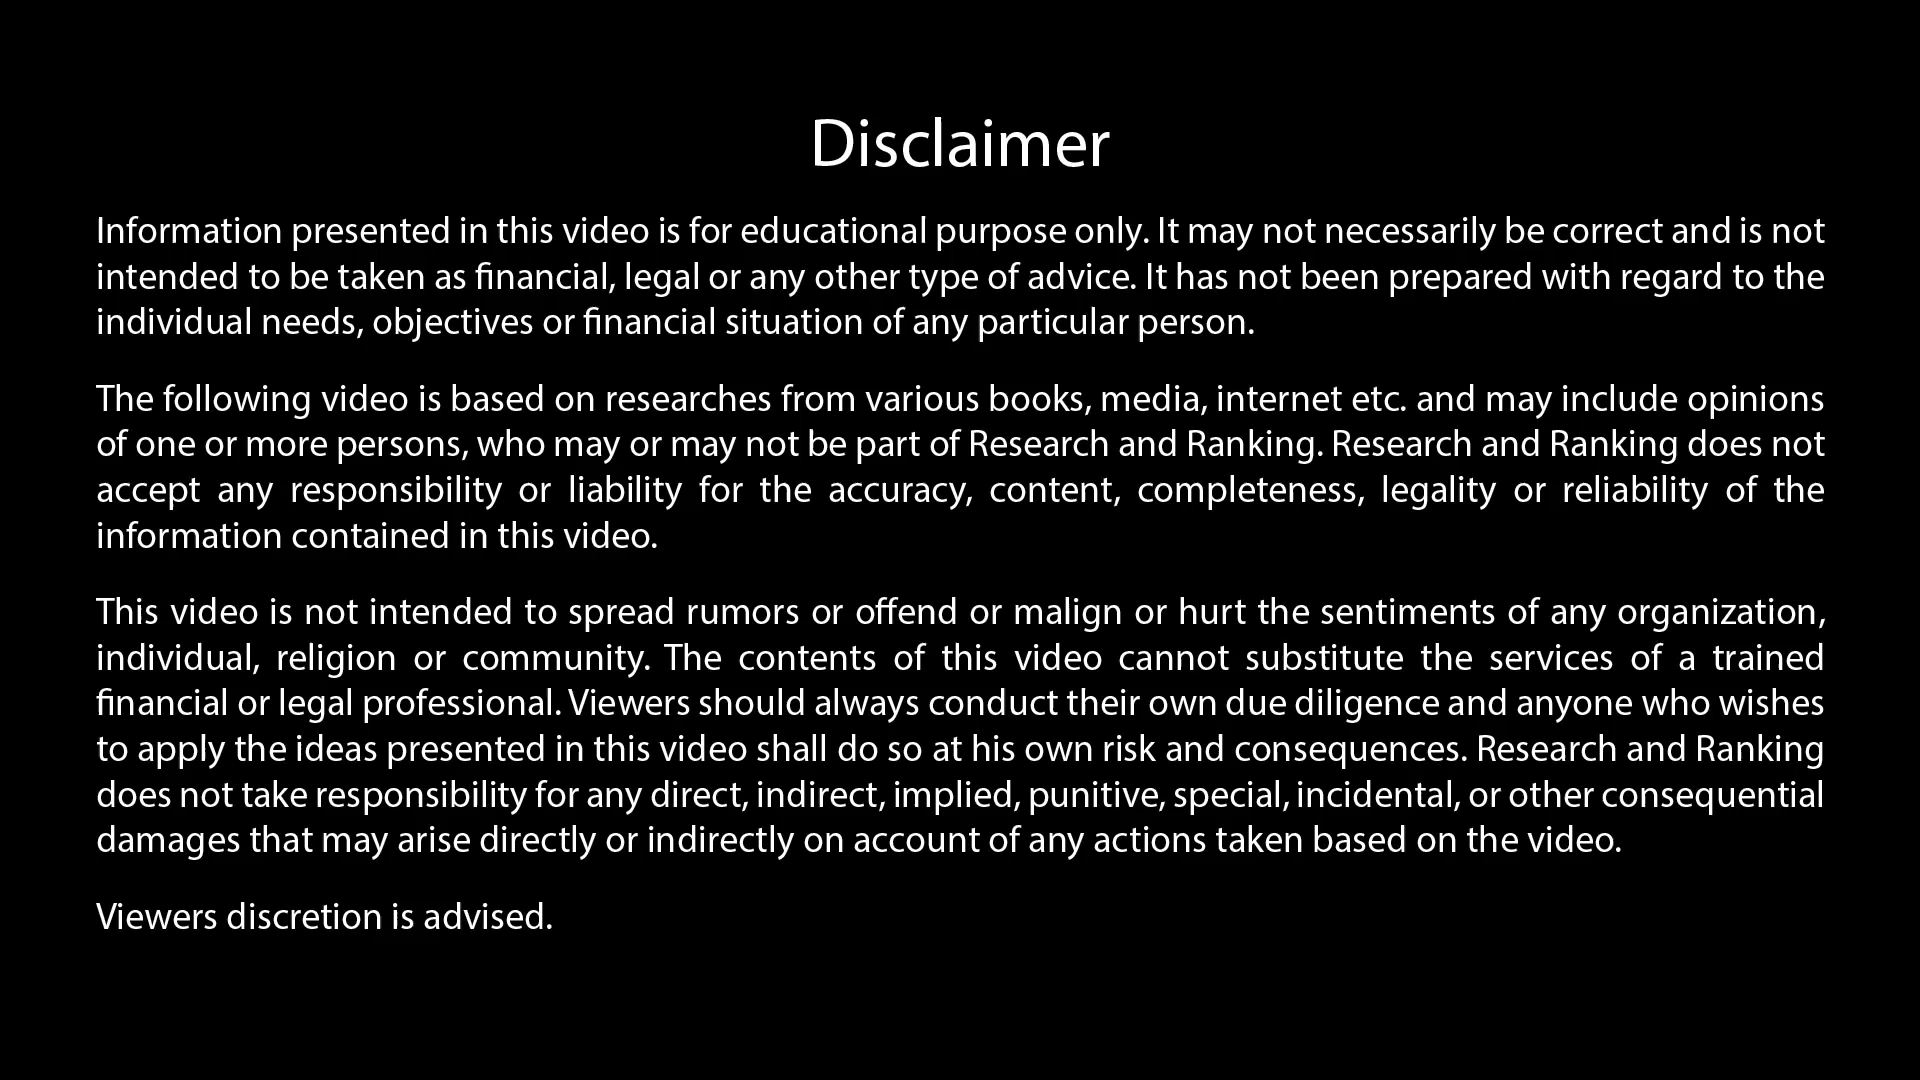 Disclaimer
Information presented in this video is for educational purpose only. It may not necessarily be correct and is not
intended to be taken as financial, legal or any other type of advice. It has not been prepared with regard to the
individual needs, objectives or financial situation of any particular person.
The following video is based on researches from various books, media, internet etc. and may include opinions
of one or more persons, who may or may not be part of Research and Ranking. Research and Ranking does not
accept any responsibility or liability for the accuracy, content, completeness, legality or reliability of the
information contained in this video.
This video is not intended to spread rumors or offend or malign or hurt the sentiments of any organization,
individual, religion or community. The contents of this video cannot substitute the services of a trained
financial or legal professional. Viewers should always conduct their own due diligence and anyone who wishes
to apply the ideas presented in this video shall do so at his own risk and consequences. Research and Ranking
does not take responsibility for any direct, indirect, implied, punitive, special, incidental, or other consequential
damages that may arise directly or indirectly on account of any actions taken based on the video.
Viewers discretion is advised.